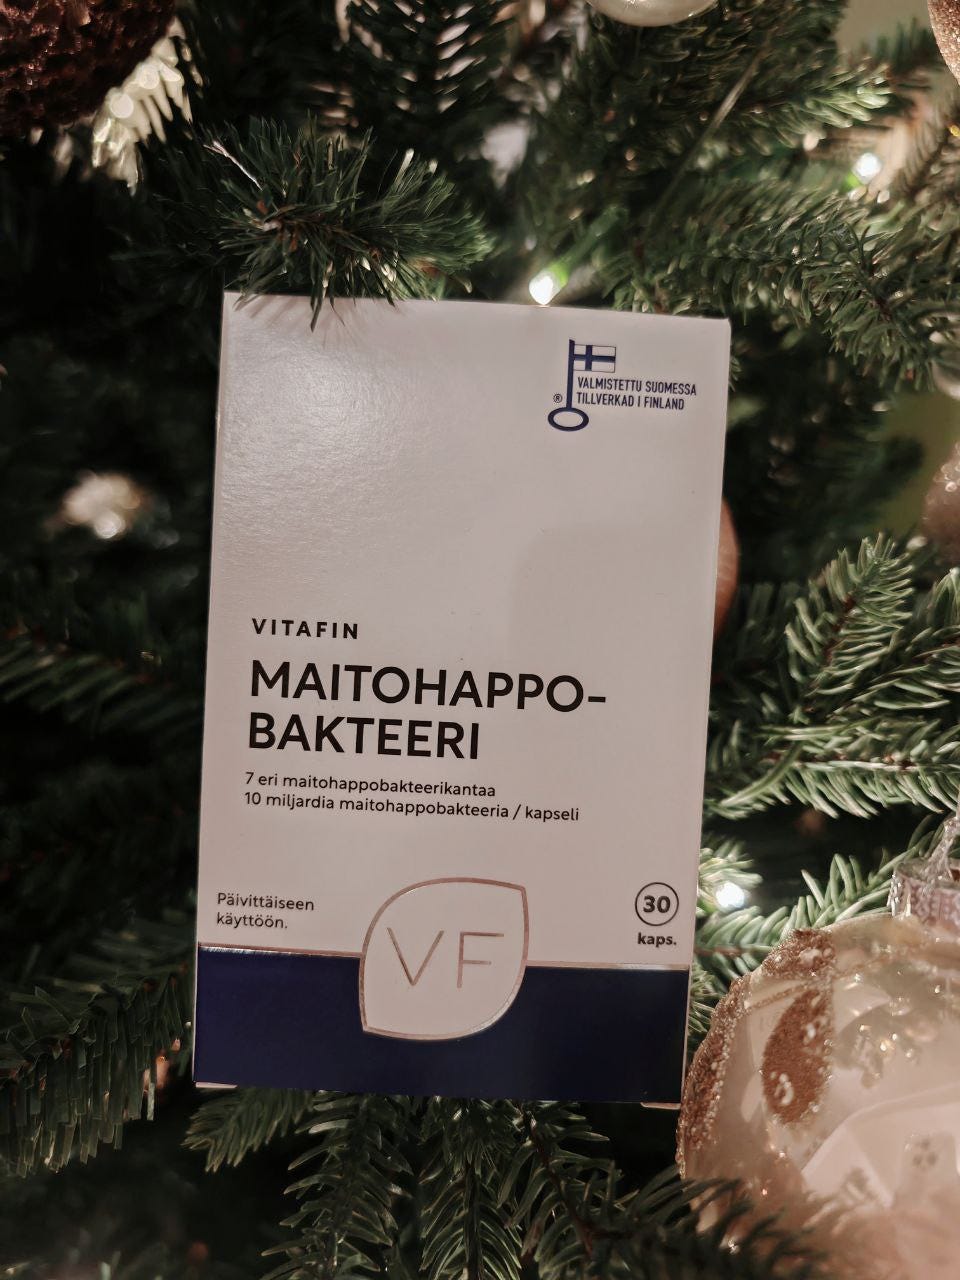 VALMISTETTU SUOMESSA
® TILLVERKAD I FINLAND
VITAFIN
MAITOHAPPO-
BAKTEERI
7 eri maitohappobakteerikantaa
10 miljardia maitohappobakteeria / kapseli
Päivittäiseen
käyttöön.
VF
30
kaps.